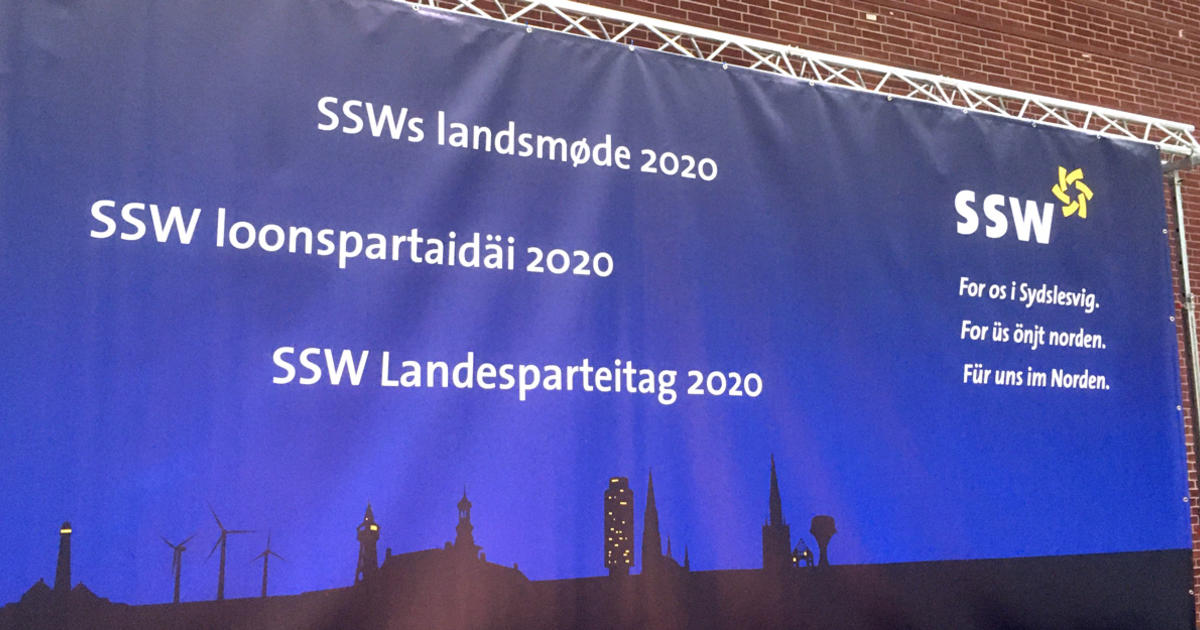 SSWs landsmøde 2020
SSW loonspartaidäi 2020
SSW Landesparteitag 2020
SSW
For os i Sydslesvig.
For üs önjt norden.
Für uns im Norden.